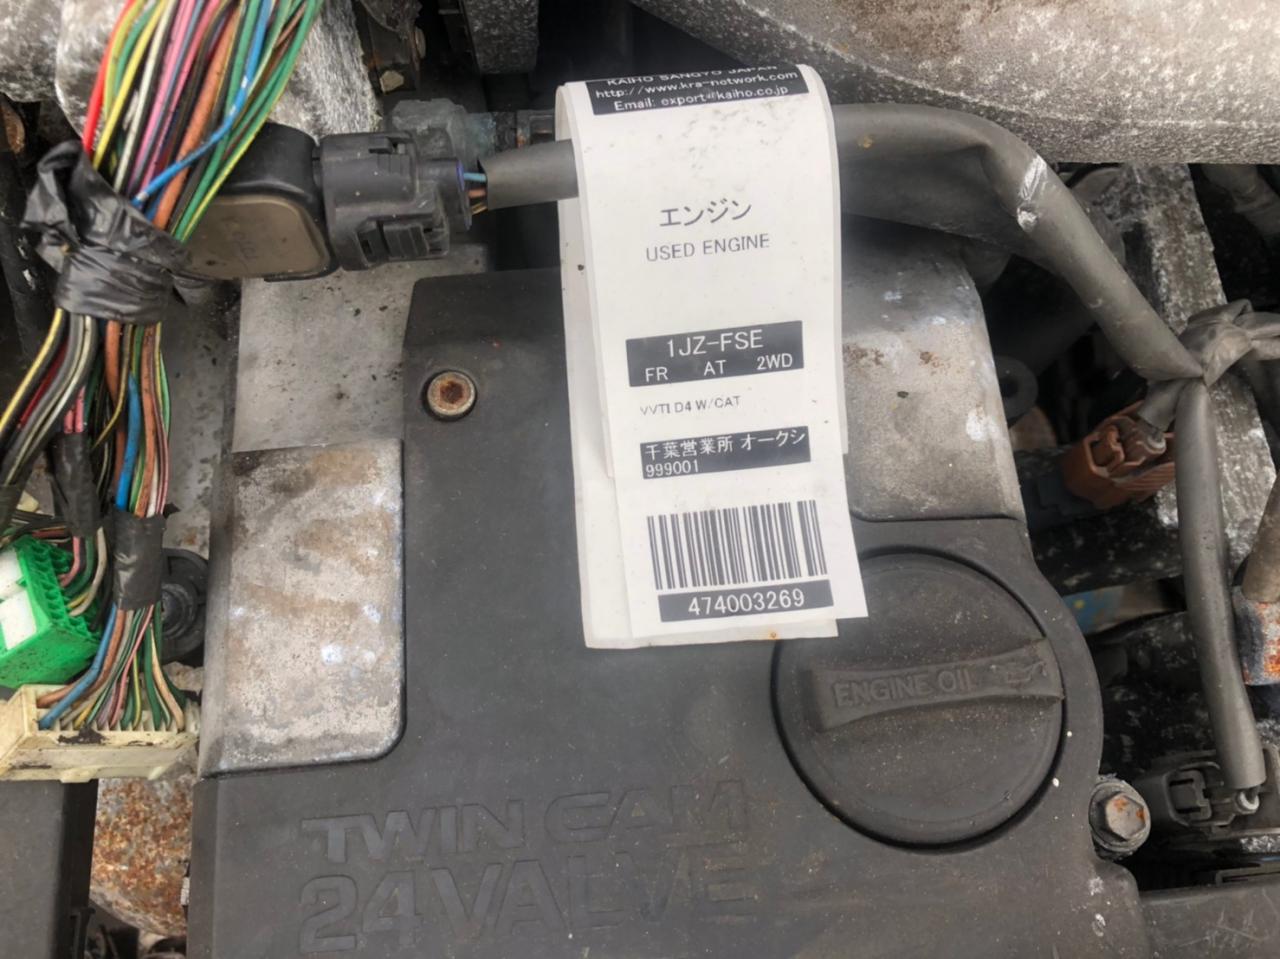 KAIHO SANGYO JAPAN
http://www.kra-network.com
Email: export@kaiho.co.jp
エンジン
USED ENGINE
1JZ-FSE
FR AT 2WD
VVTI D4 W/CAT
千葉営業所 オークシ
999001
474003269
ENGINE OIL
TWIN CAM
24 VALVE